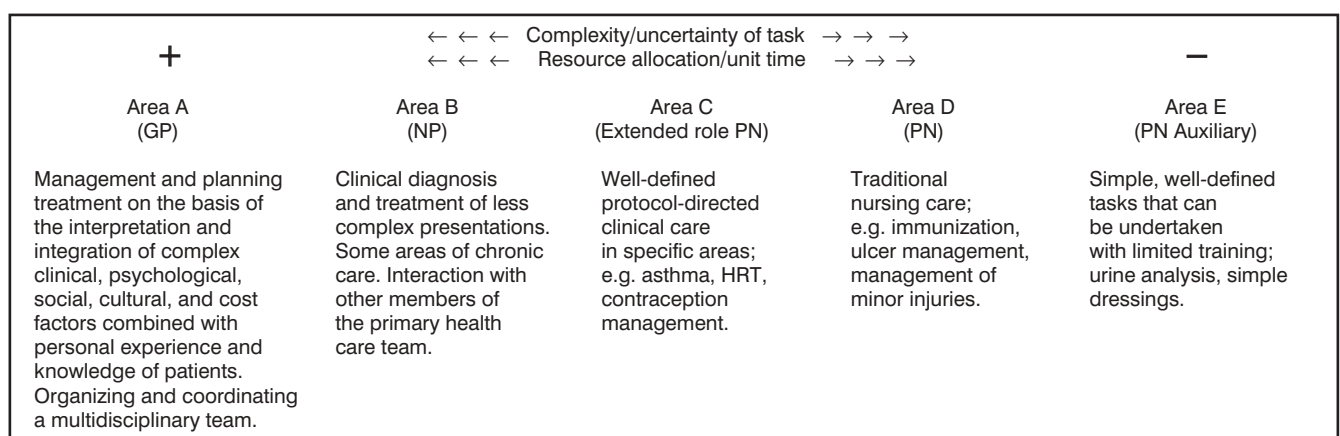 +
← ← ← Complexity/uncertainty of task → → →
← ← ← Resource allocation/unit time → → →
−
Area A
(GP)
Management and planning
treatment on the basis of
the interpretation and
integration of complex
clinical, psychological,
social, cultural, and cost
factors combined with
personal experience and
knowledge of patients.
Organizing and coordinating
a multidisciplinary team.
Area B
(NP)
Clinical diagnosis
and treatment of less
complex presentations.
Some areas of chronic
care. Interaction with
other members of
the primary health
care team.
Area C
(Extended role PN)
Well-defined
protocol-directed
clinical care
in specific areas;
e.g. asthma, HRT,
contraception
management.
Area D
(PN)
Traditional
nursing care;
e.g. immunization,
ulcer management,
management of
minor injuries.
Area E
(PN Auxiliary)
Simple, well-defined
tasks that can
be undertaken
with limited training;
urine analysis, simple
dressings.